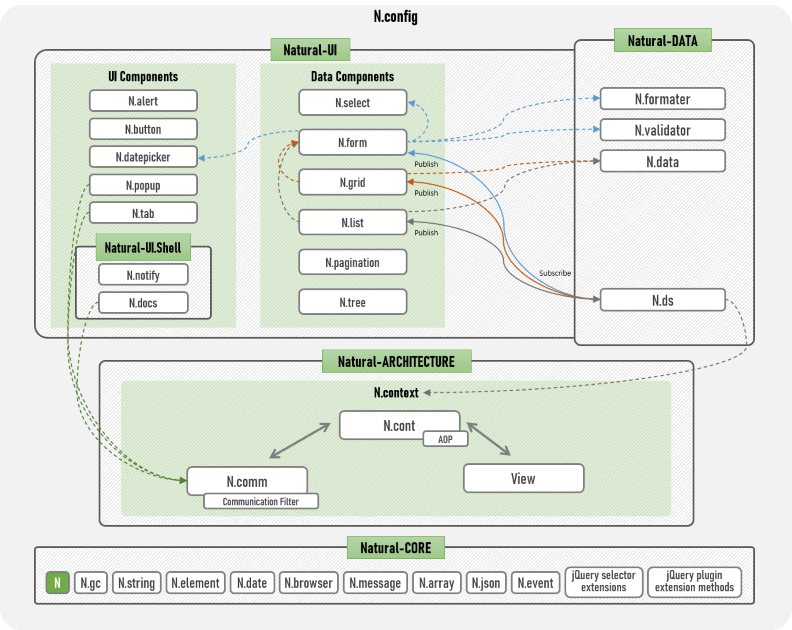 N.config
Natural-UI
Natural-DATA
UI Components
N.alert
N.button
N.datepicker
N.popup
N.tab
Natural-UI.Shell
N.notify
N.docs
Data Components
N.select
N.form
N.grid
N.list
N.pagination
N.tree
Publish
Publish
Publish
Subscribe
N.formater
N.validator
N.data
N.ds
Natural-ARCHITECTURE
N.context
N.cont
AOP
N.comm
Communication Filter
View
Natural-CORE
N
N.gc
N.string
N.element
N.date
N.browser
N.message
N.array
N.json
N.event
jQuery selector
extensions
jQuery plugin
extension methods